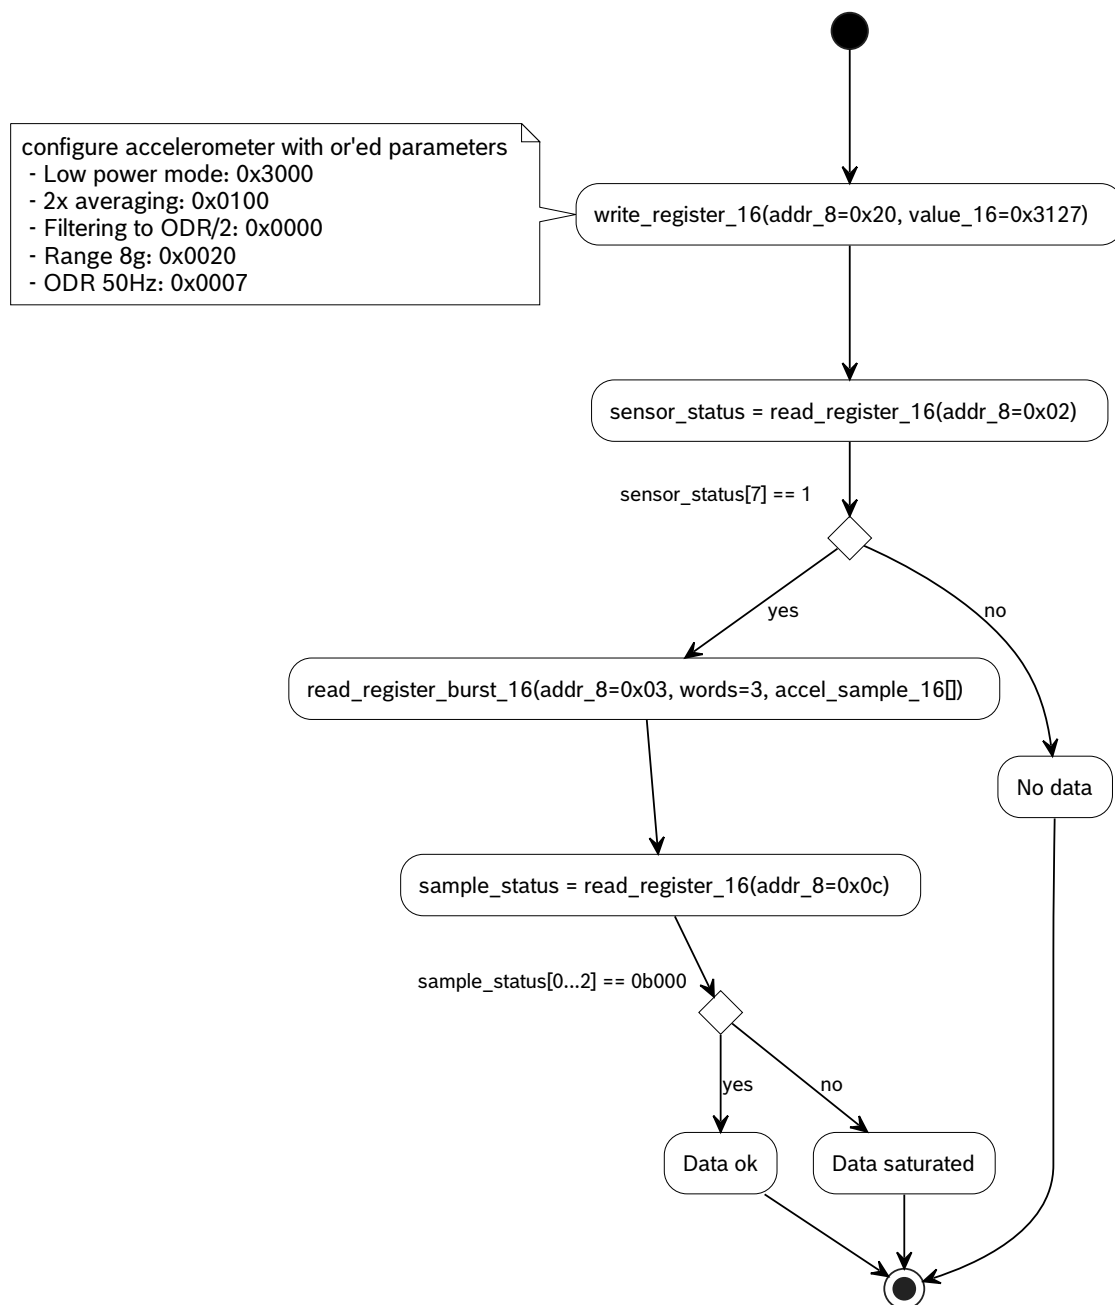 configure accelerometer with or'ed parameters
- Low power mode: 0x3000
- 2x averaging: 0x0100
- Filtering to ODR/2: 0x0000
- Range 8g: 0x0020
- ODR 50Hz: 0x0007
write_register_16(addr_8=0x20, value_16=0x3127)
sensor_status = read_register_16(addr_8=0x02)
sensor_status[7] == 1
yes
no
read_register_burst_16(addr_8=0x03, words=3, accel_sample_16[])
No data
sample_status = read_register_16(addr_8=0x0c)
sample_status[0...2] == 0b000
yes
no
Data ok
Data saturated